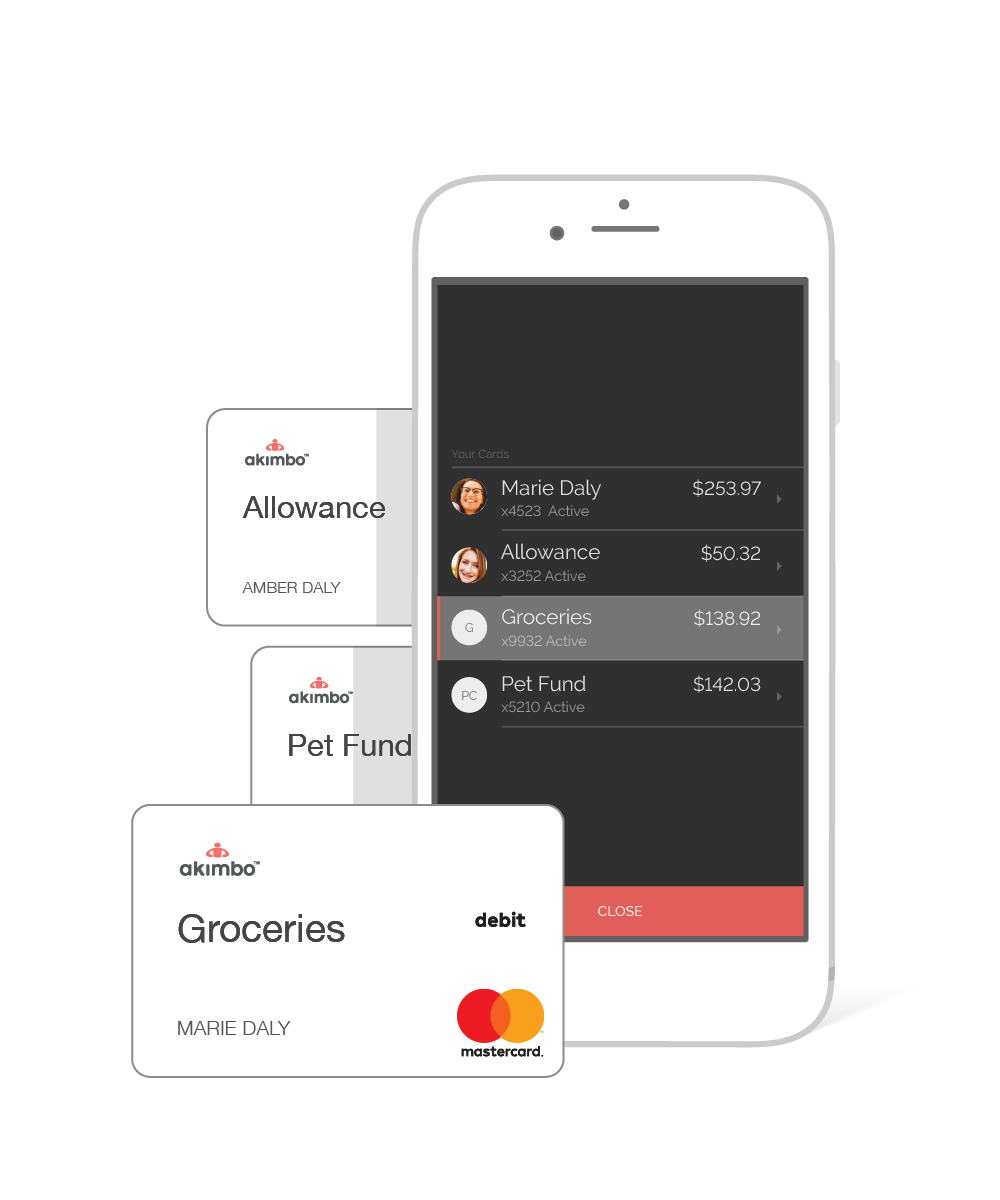 akimbo™
Allowance
AMBER DALY
akimbo™
Pet Fund
akimbo™
Groceries
debit
MARIE DALY
mastercard.
Your Cards
Marie Daly $253.97
x4523 Active
Allowance $50.32
x3252 Active
G
Groceries $138.92
x9932 Active
PC
Pet Fund $142.03
x5210 Active
CLOSE